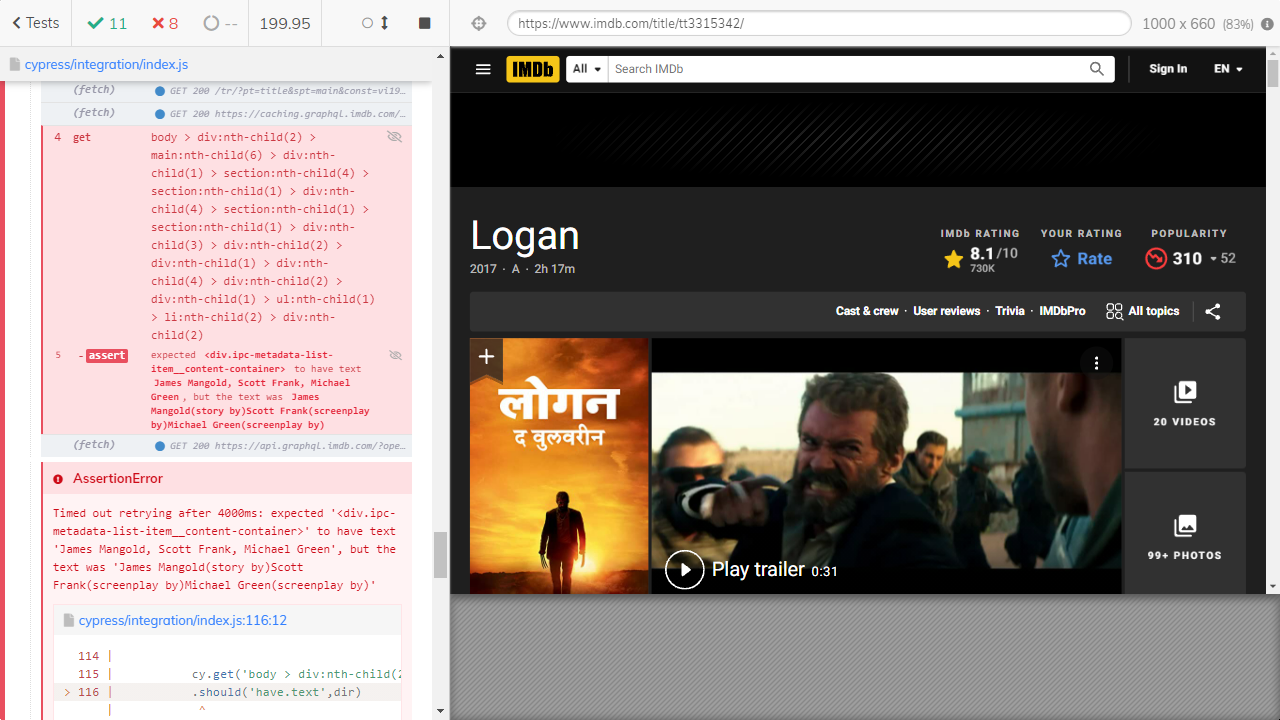 Tests
11
8
--
199.95
https://www.imdb.com/title/tt3315342/
1000 x 660 (83%)
cypress/integration/index.js
(fetch) GET 200 /tr/?pt=title&spt=main&const=vi19…
(fetch) GET 200 https://caching.graphql.imdb.com/…
4 get body > div:nth-child(2) >
main:nth-child(6) > div:nth-
child(1) > section:nth-child(4) >
section:nth-child(1) > div:nth-
child(4) > section:nth-child(1) >
section:nth-child(1) > div:nth-
child(3) > div:nth-child(2) >
div:nth-child(1) > div:nth-
child(4) > div:nth-child(2) >
div:nth-child(1) > ul:nth-child(1)
> li:nth-child(2) > div:nth-
child(2)
5 -assert expected <div.ipc-metadata-list-
item__content-container> to have text
James Mangold, Scott Frank, Michael
Green, but the text was James
Mangold(story by)Scott Frank(screenplay
by)Michael Green(screenplay by)
(fetch) GET 200 https://api.graphql.imdb.com/?ope…
AssertionError
Timed out retrying after 4000ms: expected '<div.ipc-
metadata-list-item__content-container>' to have text
'James Mangold, Scott Frank, Michael Green', but the
text was 'James Mangold(story by)Scott
Frank(screenplay by)Michael Green(screenplay by)'
cypress/integration/index.js:116:12
114 |
115 | cy.get('body > div:nth-child(2
> 116 | .should('have.text',dir)
| ^
IMDb
All
Search IMDb
Sign In
EN
Logan
2017 · A · 2h 17m
IMDb RATING
8.1/10
730K
YOUR RATING
Rate
POPULARITY
310
52
Cast & crew · User reviews · Trivia · IMDbPro
All topics
+
लोगन
द वुल्वरीन
Play trailer 0:31
20 VIDEOS
99+ PHOTOS